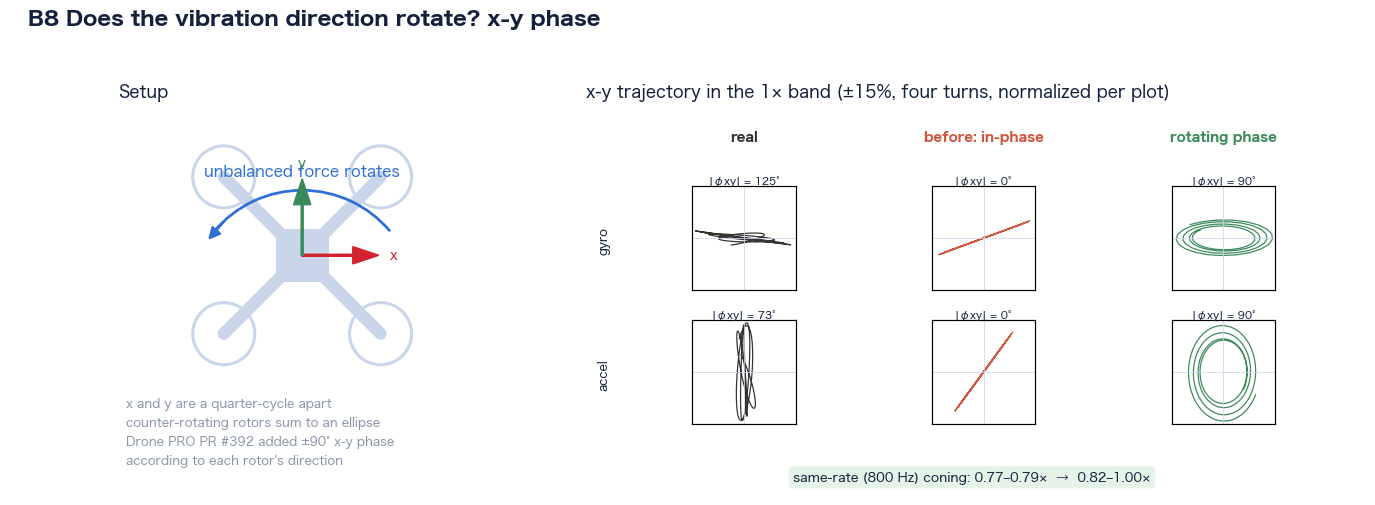 B8 Does the vibration direction rotate? x-y phase
Setup
x-y trajectory in the 1× band (±15%, four turns, normalized per plot)
real
before: in-phase
rotating phase
y
unbalanced force rotates
x
gyro
|ϕxy| = 125°
|ϕxy| = 0°
|ϕxy| = 90°
accel
|ϕxy| = 73°
|ϕxy| = 0°
|ϕxy| = 90°
x and y are a quarter-cycle apart
counter-rotating rotors sum to an ellipse
Drone PRO PR #392 added ±90° x-y phase
according to each rotor's direction
same-rate (800 Hz) coning: 0.77–0.79× → 0.82–1.00×